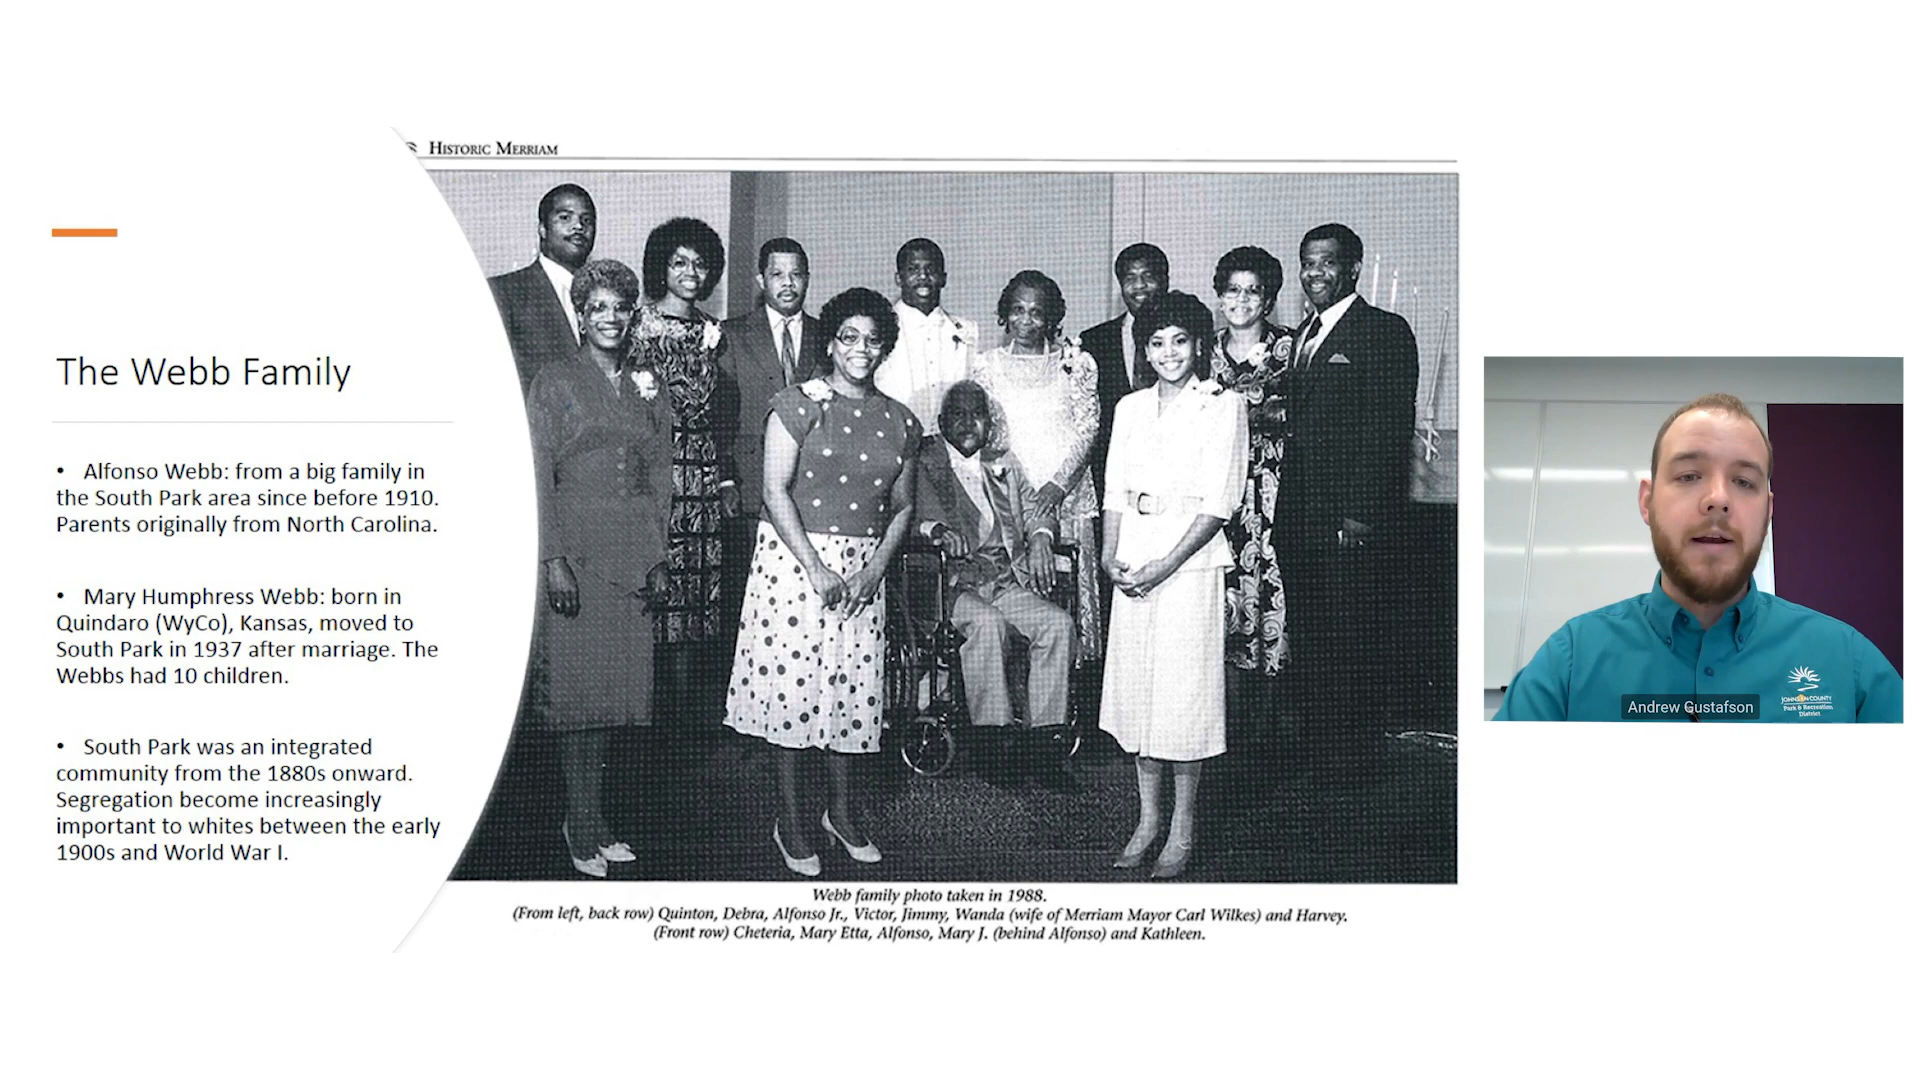 HISTORIC MERRIAM
The Webb Family
• Alfonso Webb: from a big family in
the South Park area since before 1910.
Parents originally from North Carolina.
• Mary Humphress Webb: born in
Quindaro (WyCo), Kansas, moved to
South Park in 1937 after marriage. The
Webbs had 10 children.
• South Park was an integrated
community from the 1880s onward.
Segregation become increasingly
important to whites between the early
1900s and World War I.
Webb family photo taken in 1988.
(From left, back row) Quinton, Debra, Alfonso Jr., Victor, Jimmy, Wanda (wife of Merriam Mayor Carl Wilkes) and Harvey.
(Front row) Cheteria, Mary Etta, Alfonso, Mary J. (behind Alfonso) and Kathleen.
JOHNSON COUNTY
Park & Recreation
District
Andrew Gustafson